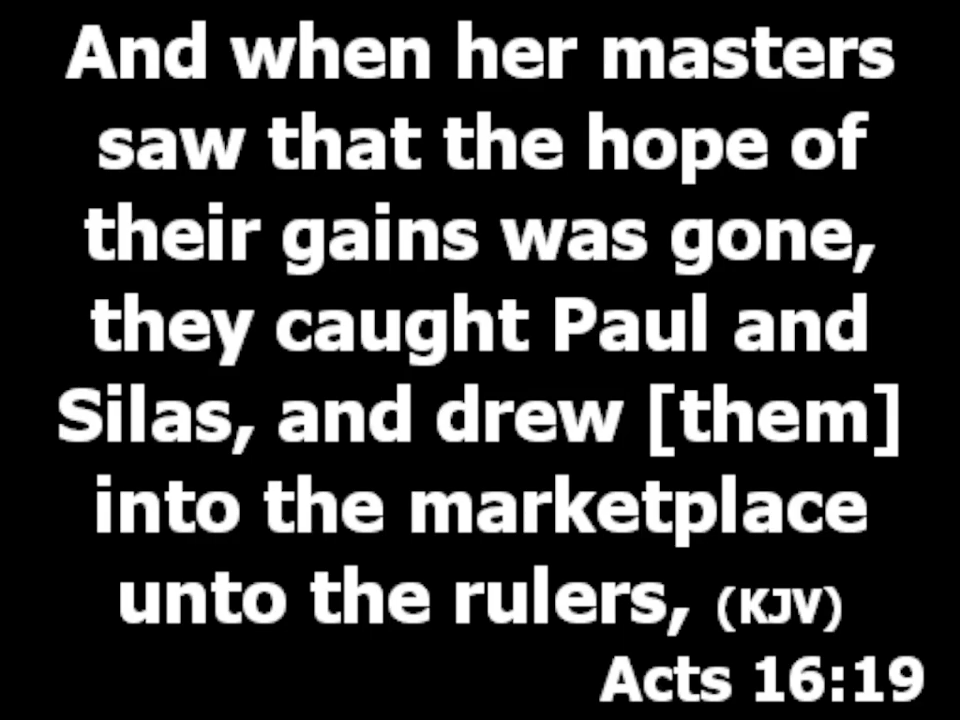 And when her masters
saw that the hope of
their gains was gone,
they caught Paul and
Silas, and drew [them]
into the marketplace
unto the rulers, (KJV)
Acts 16:19